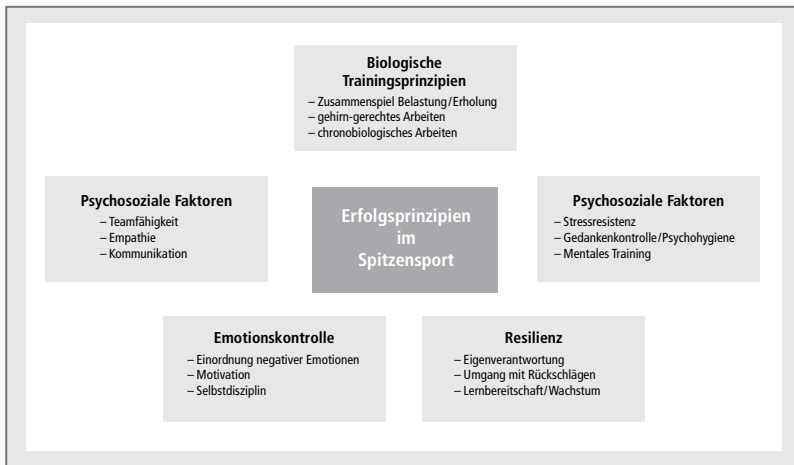 Biologische
Trainingsprinzipien
– Zusammenspiel Belastung/Erholung
– gehirn-gerechtes Arbeiten
– chronobiologisches Arbeiten
Psychosoziale Faktoren
– Teamfähigkeit
– Empathie
– Kommunikation
Erfolgsprinzipien
im
Spitzensport
Psychosoziale Faktoren
– Stressresistenz
– Gedankenkontrolle/Psychohygiene
– Mentales Training
Emotionskontrolle
– Einordnung negativer Emotionen
– Motivation
– Selbstdisziplin
Resilienz
– Eigenverantwortung
– Umgang mit Rückschlägen
– Lernbereitschaft/Wachstum